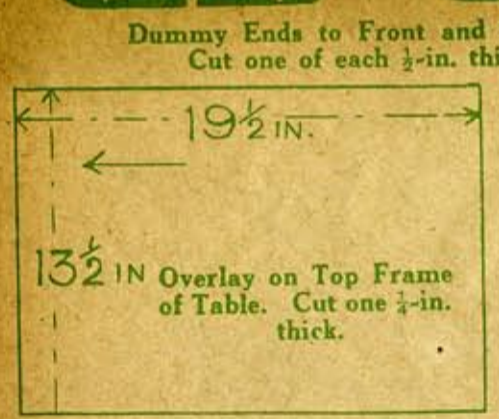 Dummy Ends to Front and
Cut one of each ½-in.
19½ IN.
13½ IN
Overlay on Top Frame
of Table. Cut one ¼-in.
thick.